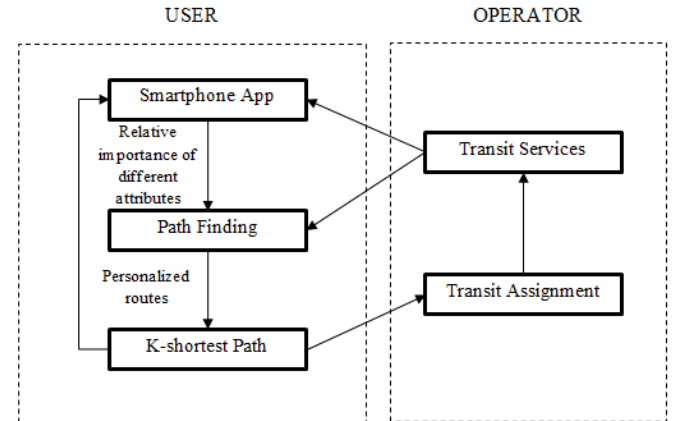 USER
OPERATOR
Smartphone App
Relative
importance of
different
attributes
Transit Services
Path Finding
Personalized
routes
Transit Assignment
K-shortest Path